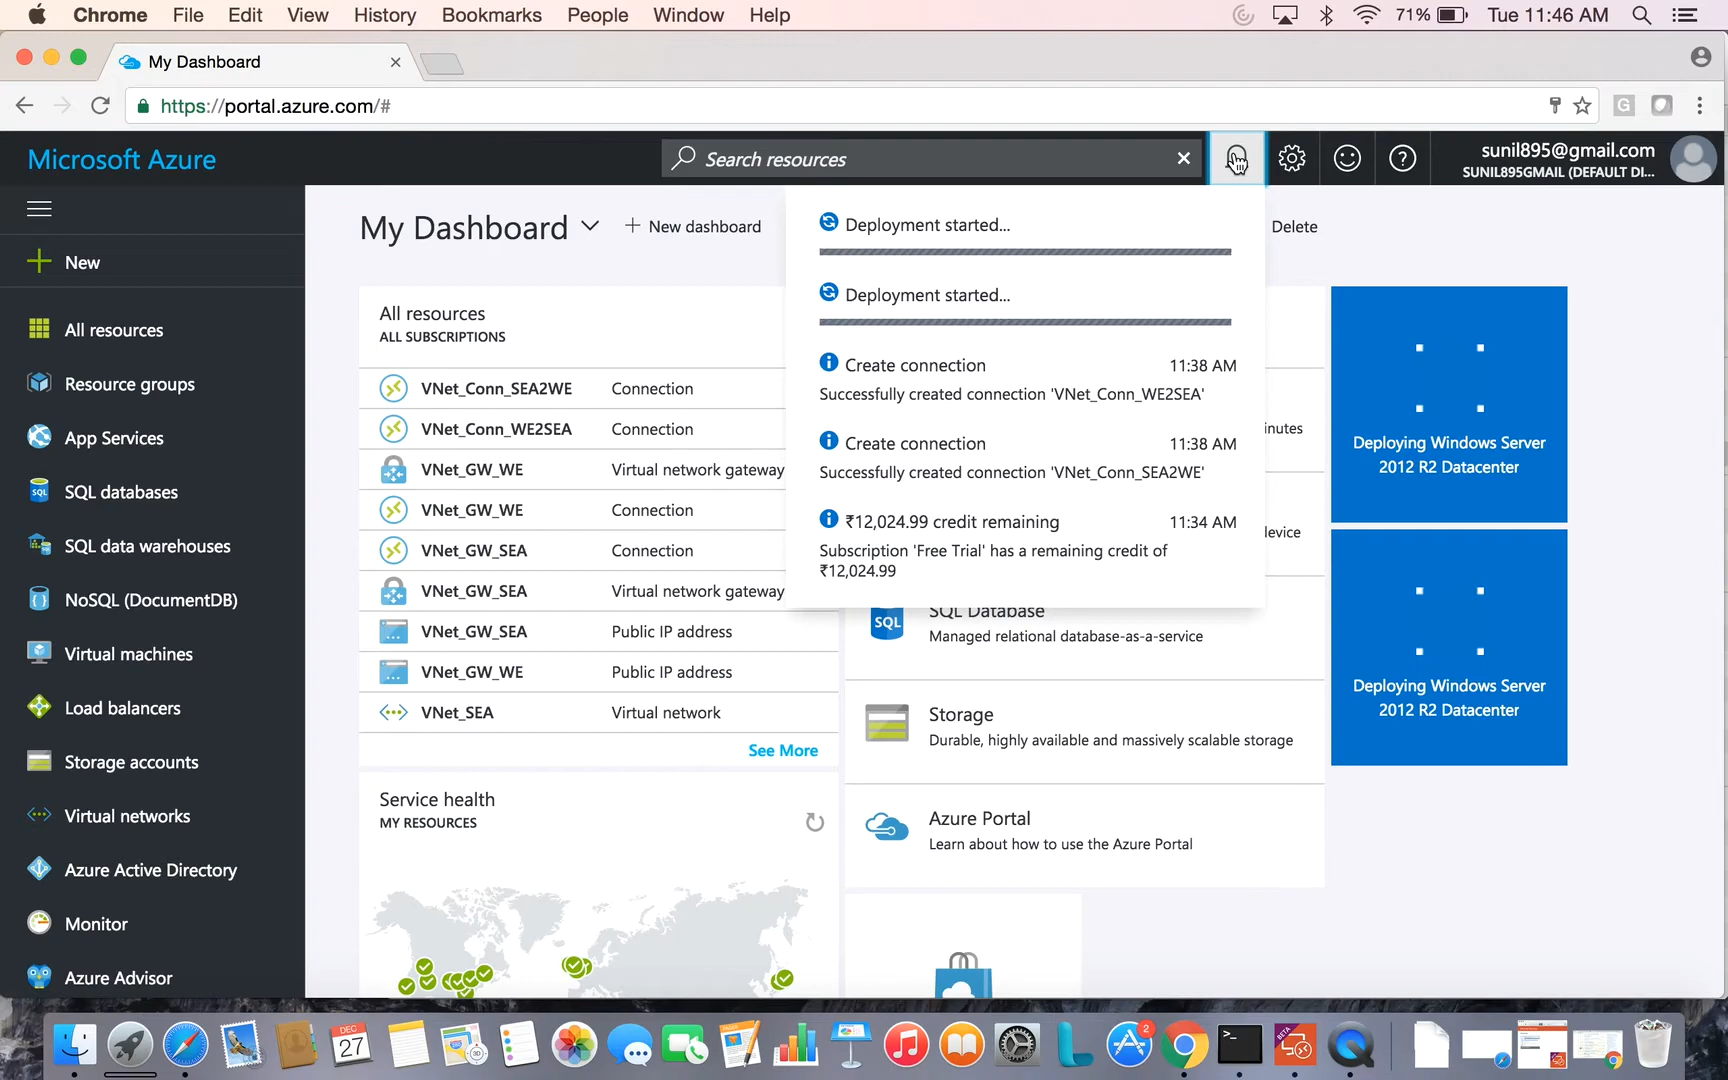 Chrome File Edit View History Bookmarks People Window Help 71% Tue 11:46 AM
My Dashboard
https://portal.azure.com/#
G
Microsoft Azure
Search resources
sunil895@gmail.com
SUNIL895GMAIL (DEFAULT DI...
New
All resources
Resource groups
App Services
SQL databases
SQL data warehouses
NoSQL (DocumentDB)
Virtual machines
Load balancers
Storage accounts
Virtual networks
Azure Active Directory
Monitor
Azure Advisor
My Dashboard
New dashboard
Delete
All resources
ALL SUBSCRIPTIONS
VNet_Conn_SEA2WE Connection
VNet_Conn_WE2SEA Connection
VNet_GW_WE Virtual network gateway
VNet_GW_WE Connection
VNet_GW_SEA Connection
VNet_GW_SEA Virtual network gateway
VNet_GW_SEA Public IP address
VNet_GW_WE Public IP address
VNet_SEA Virtual network
See More
Service health
MY RESOURCES
Deployment started...
Deployment started...
Create connection 11:38 AM
Successfully created connection 'VNet_Conn_WE2SEA'
Create connection 11:38 AM
Successfully created connection 'VNet_Conn_SEA2WE'
₹12,024.99 credit remaining 11:34 AM
Subscription 'Free Trial' has a remaining credit of
₹12,024.99
inutes
SQL
SQL Database
Managed relational database-as-a-service
Storage
Durable, highly available and massively scalable storage
Azure Portal
Learn about how to use the Azure Portal
Deploying Windows Server
2012 R2 Datacenter
Deploying Windows Server
2012 R2 Datacenter
DEC
27
2
BETA